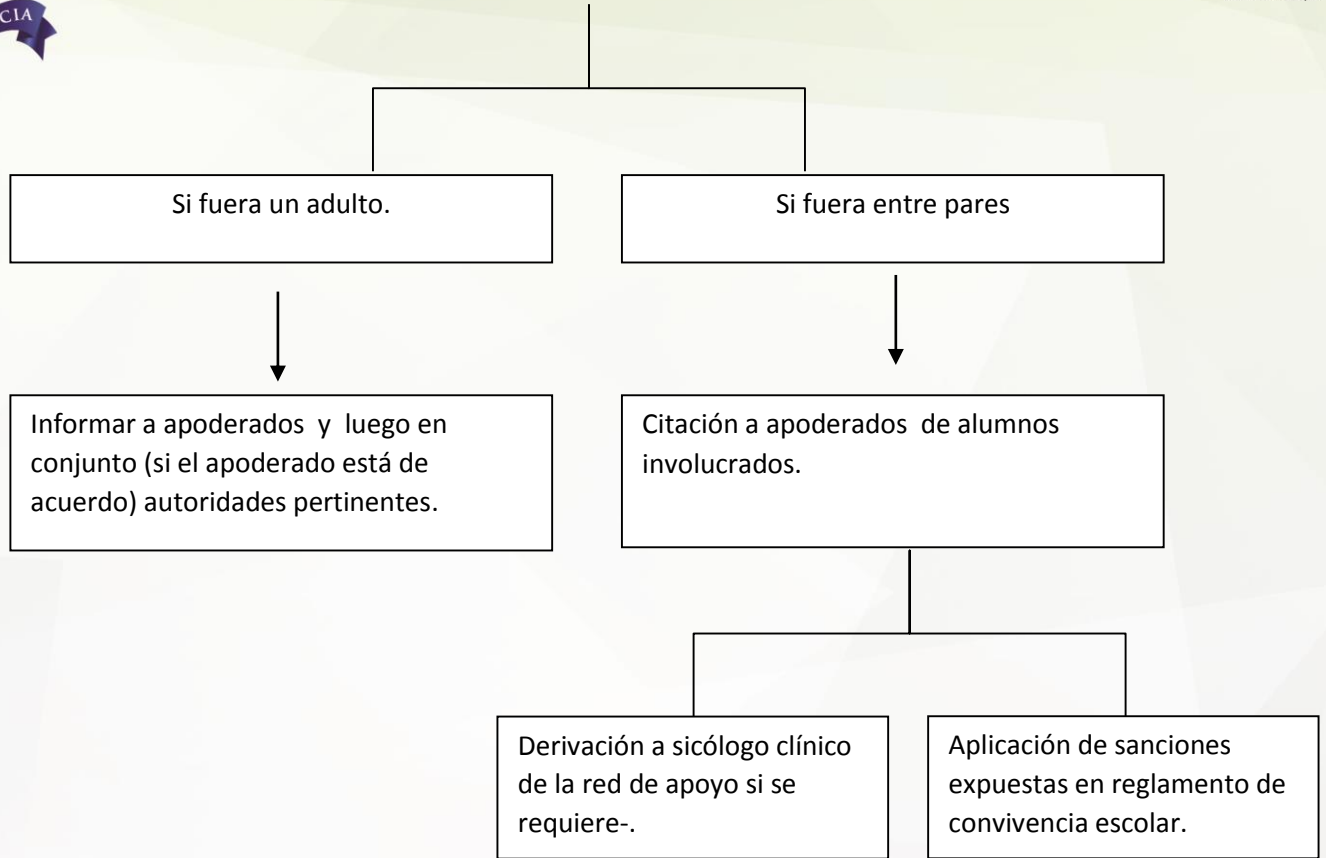 CIA
Si fuera un adulto.
Si fuera entre pares
Informar a apoderados y luego en
conjunto (si el apoderado está de
acuerdo) autoridades pertinentes.
Citación a apoderados de alumnos
involucrados.
Derivación a sicólogo clínico
de la red de apoyo si se
requiere-.
Aplicación de sanciones
expuestas en reglamento de
convivencia escolar.